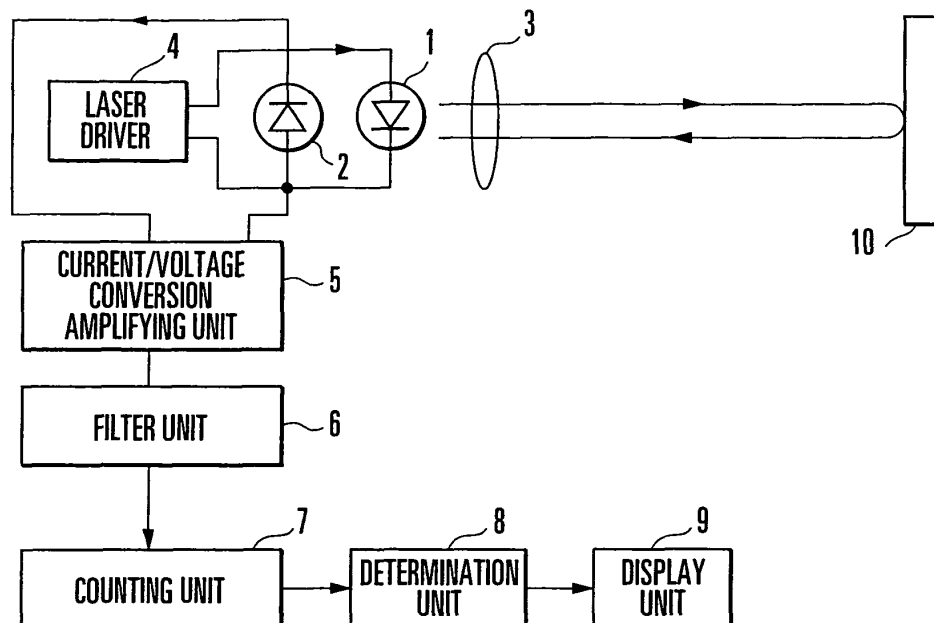 4
1
3
LASER
DRIVER
2
10
CURRENT/VOLTAGE
CONVERSION
AMPLIFYING UNIT
5
FILTER UNIT
6
7
8
9
COUNTING UNIT
DETERMINATION
UNIT
DISPLAY
UNIT